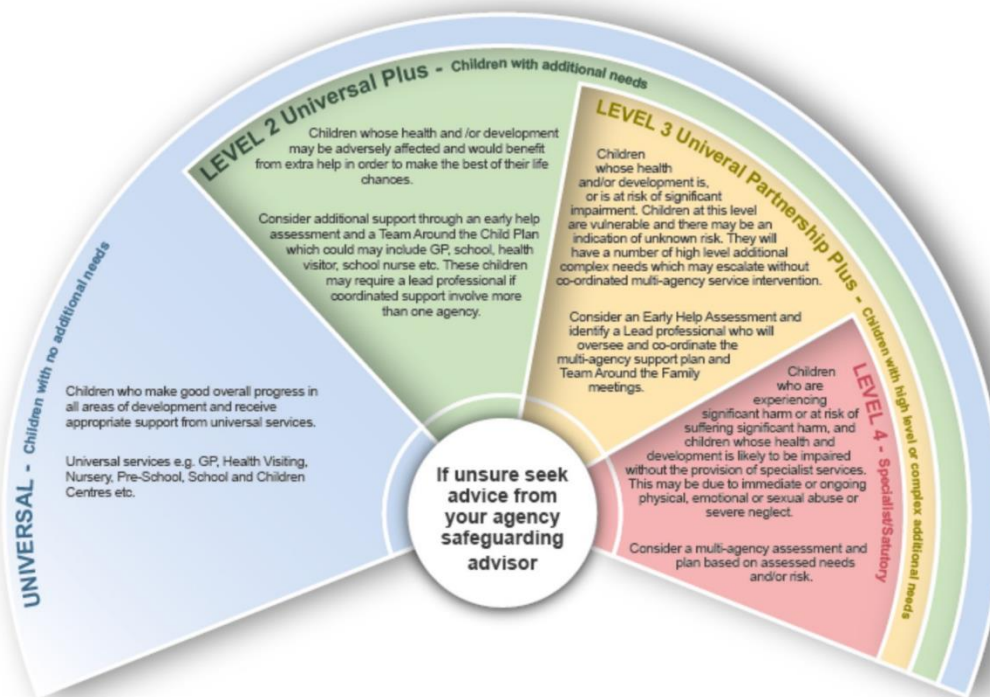 UNIVERSAL - Children with no additional needs
Children who make good overall progress in
all areas of development and receive
appropriate support from universal services.
Universal services e.g. GP, Health Visiting,
Nursery, Pre-School, School and Children
Centres etc.
LEVEL 2 Universal Plus - Children with additional needs
Children whose health and /or development
may be adversely affected and would benefit
from extra help in order to make the best of their life
chances.
Consider additional support through an early help
assessment and a Team Around the Child Plan
which could may include GP, school, health
visitor, school nurse etc. These children
may require a lead professional if
coordinated support involve more
than one agency.
LEVEL 3 Univeral Partnership Plus - Children with high level or complex additional needs
Children
whose health
and/or development is,
or is at risk of significant
impairment. Children at this level
are vulnerable and there may be an
indication of unknown risk. They will
have a number of high level additional
complex needs which may escalate without
co-ordinated multi-agency service intervention.
Consider an Early Help Assessment and
identify a Lead professional who will
oversee and co-ordinate the
multi-agency support plan and
Team Around the Family
meetings.
LEVEL 4 - Specialist/Satutory
Children
who are
experiencing
significant harm or at risk of
suffering significant harm, and
children whose health and
development is likely to be impaired
without the provision of specialist services.
This may be due to immediate or ongoing
physical, emotional or sexual abuse or
severe neglect.
Consider a multi-agency assessment and
plan based on assessed needs
and/or risk.
If unsure seek
advice from
your agency
safeguarding
advisor